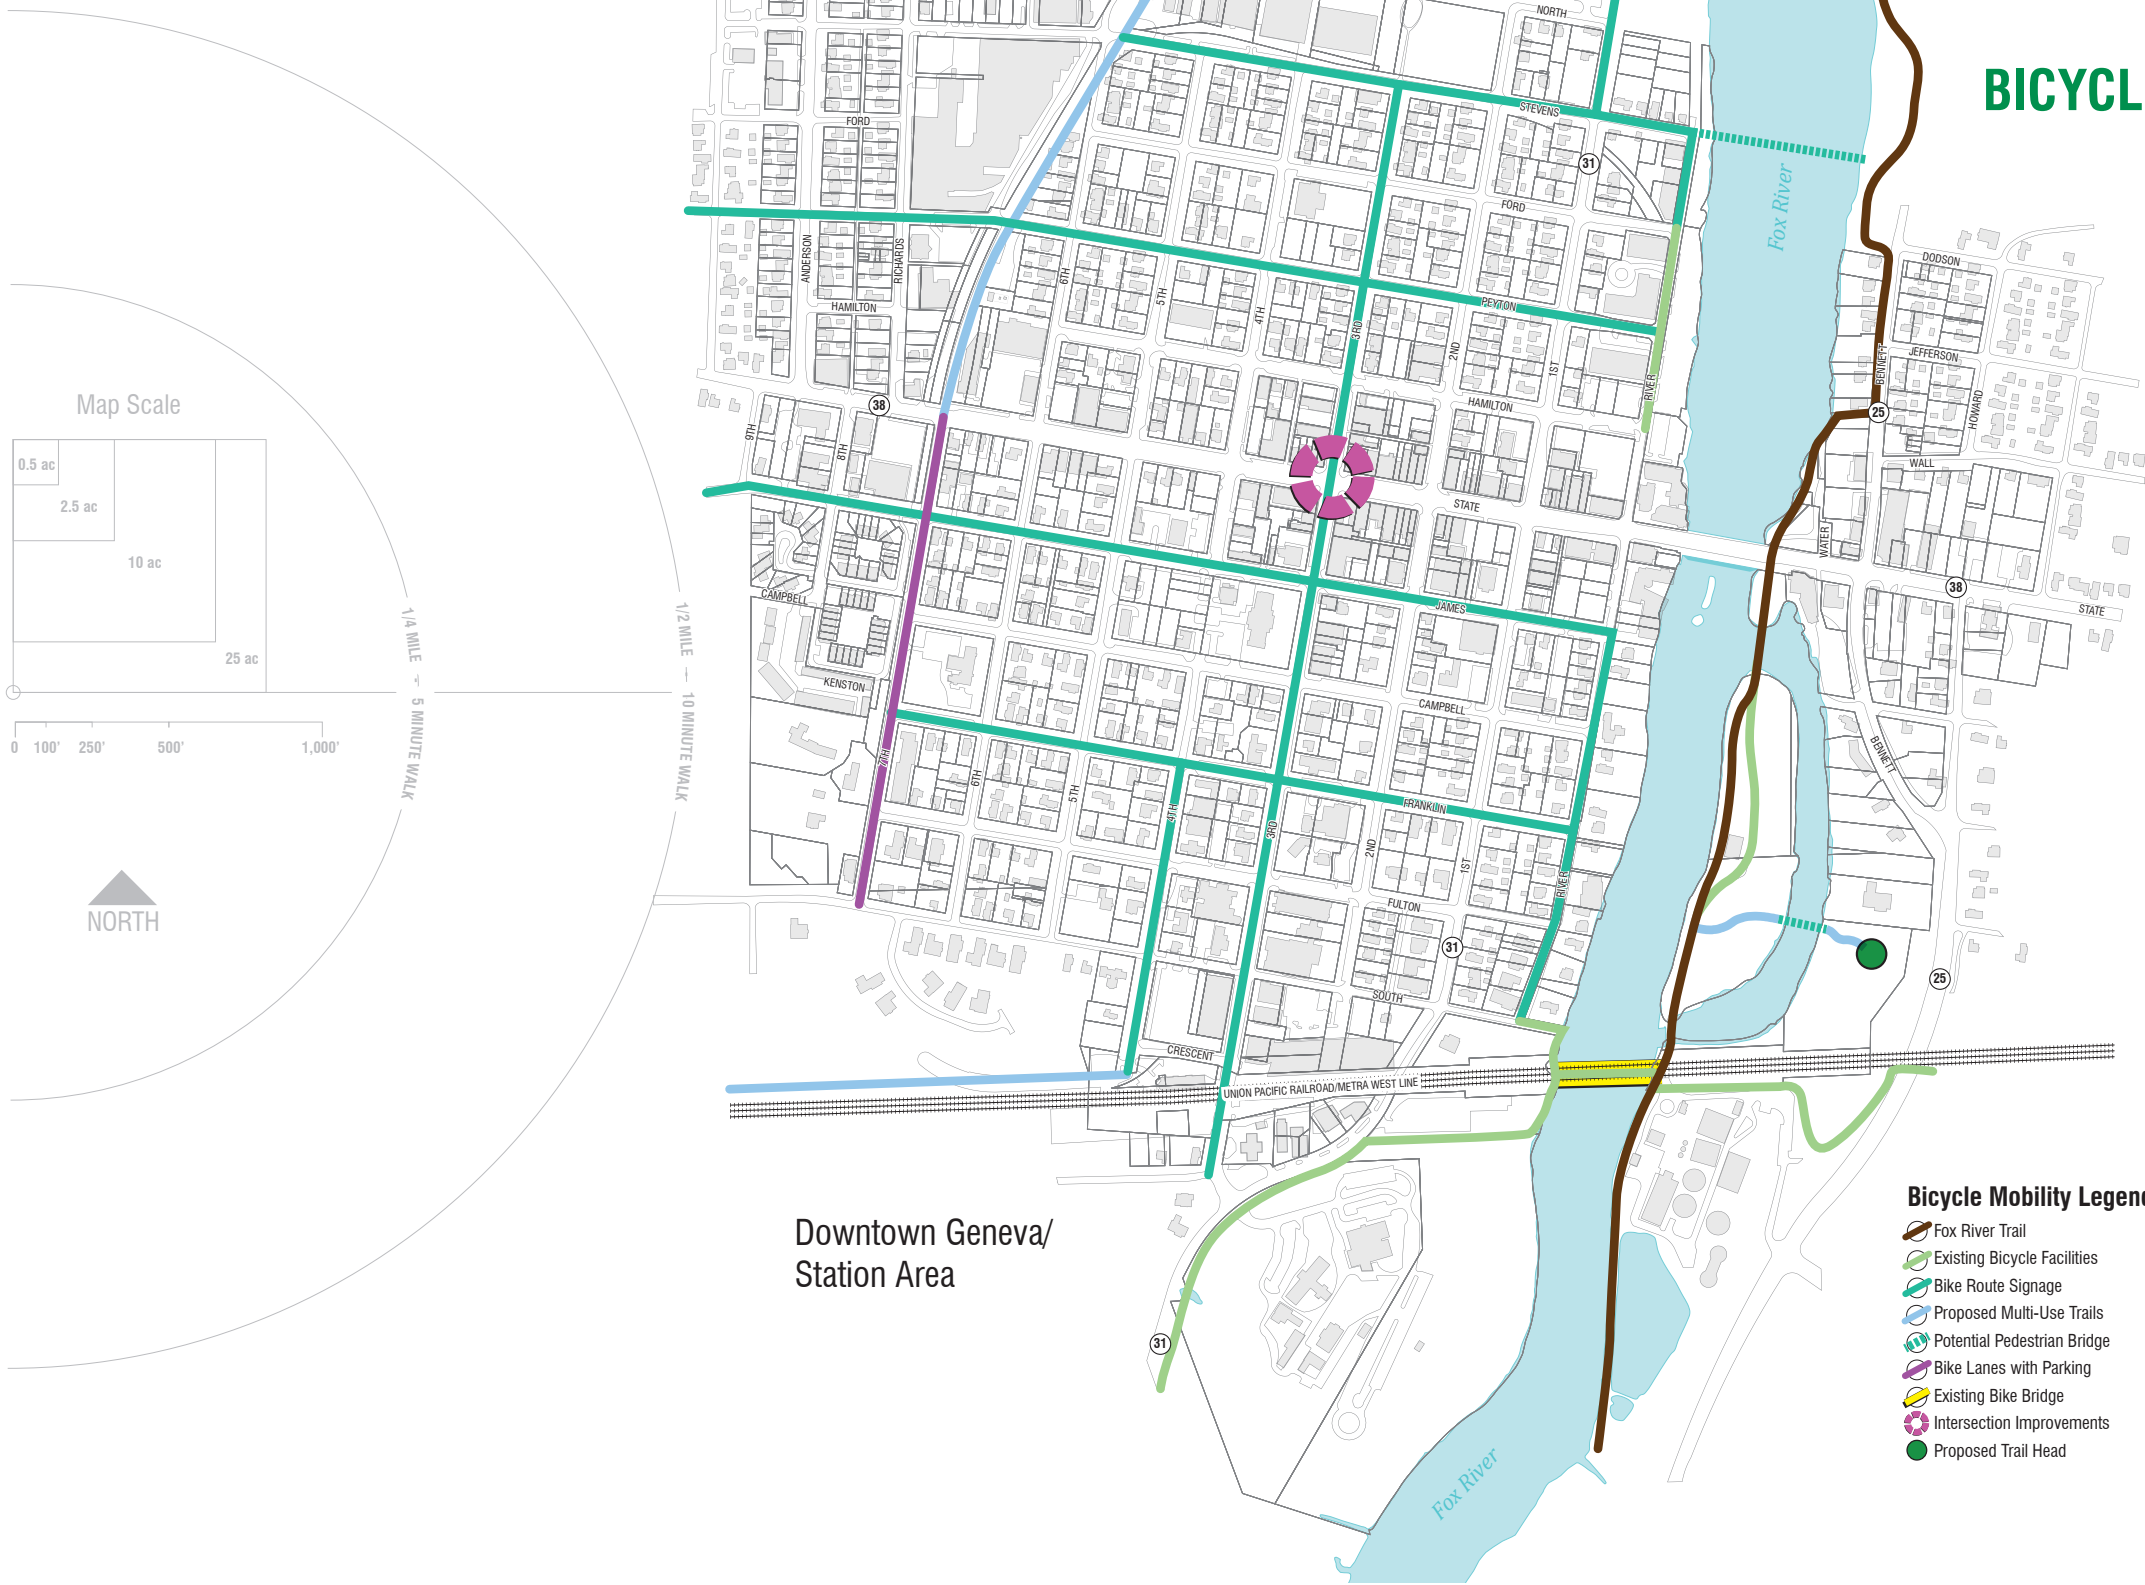 BICYCL
NORTH
STEVENS
31
Fox River
FORD
FORD
ANDERSON
RICHARDS
6TH
5TH
4TH
3RD
2ND
1ST
RIVER
PEYTON
DODSON
HAMILTON
JEFFERSON
BENNETT
HOWARD
25
Map Scale
38
HAMILTON
9TH
8TH
0.5 ac
2.5 ac
10 ac
25 ac
WALL
STATE
WATER
38
STATE
CAMPBELL
JAMES
1/4 MILE - 5 MINUTE WALK
1/2 MILE - 10 MINUTE WALK
KENSTON
CAMPBELL
0 100' 250' 500' 1,000'
7TH
6TH
5TH
4TH
3RD
2ND
1ST
RIVER
BENNETT
FRANKLIN
NORTH
FULTON
31
25
SOUTH
CRESCENT
UNION PACIFIC RAILROAD/METRA WEST LINE
Downtown Geneva/
Station Area
31
Fox River
Bicycle Mobility Legen
Fox River Trail
Existing Bicycle Facilities
Bike Route Signage
Proposed Multi-Use Trails
Potential Pedestrian Bridge
Bike Lanes with Parking
Existing Bike Bridge
Intersection Improvements
Proposed Trail Head